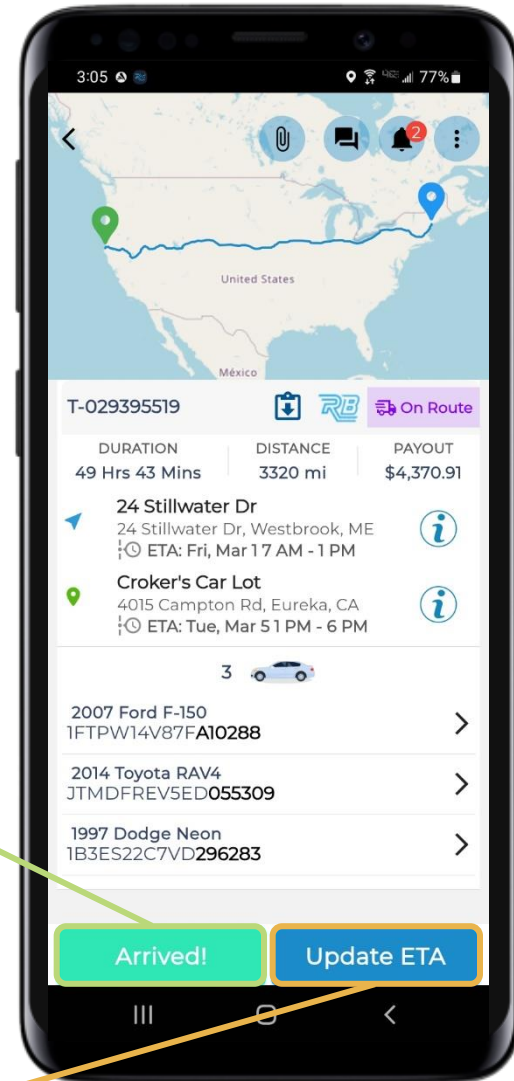 3:05 77%
2
United States
México
T-029395519 RB On Route
DURATION DISTANCE PAYOUT
49 Hrs 43 Mins 3320 mi $4,370.91
24 Stillwater Dr
24 Stillwater Dr, Westbrook, ME
ETA: Fri, Mar 1 7 AM - 1 PM
Croker's Car Lot
4015 Campton Rd, Eureka, CA
ETA: Tue, Mar 5 1 PM - 6 PM
3
2007 Ford F-150
1FTPW14V87FA10288
2014 Toyota RAV4
JTMDFREV5ED055309
1997 Dodge Neon
1B3ES22C7VD296283
Arrived! Update ETA